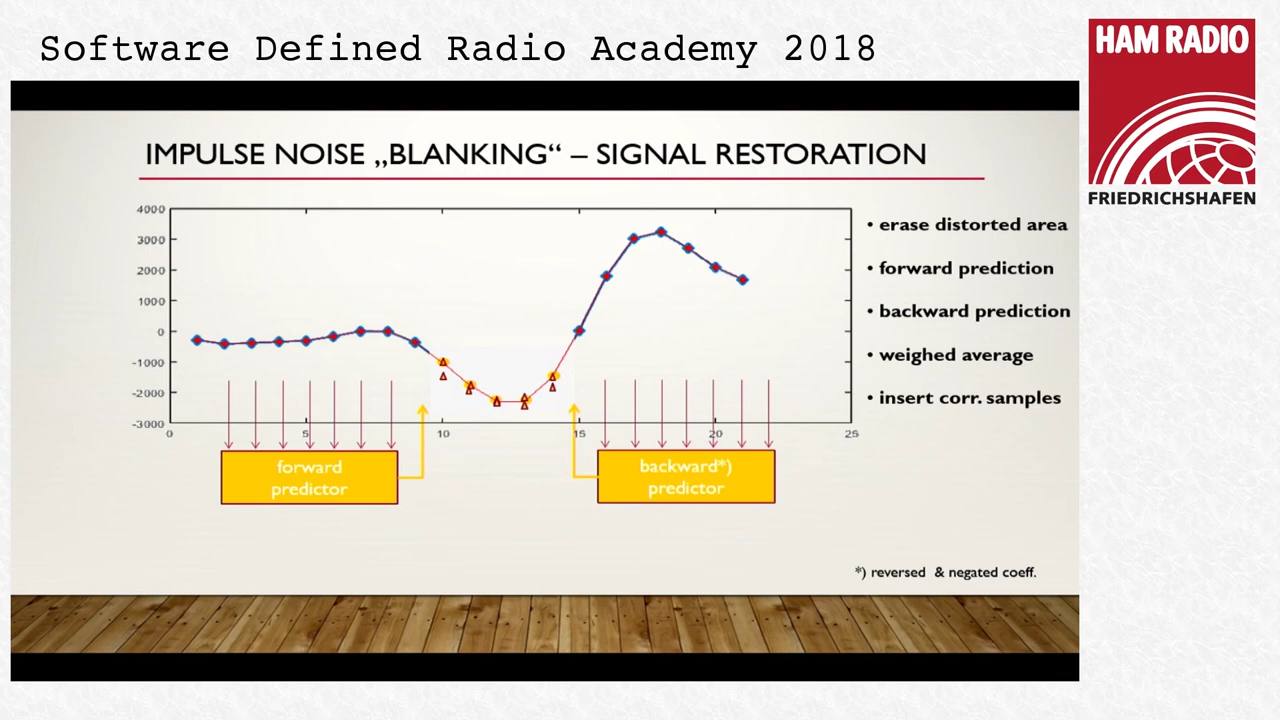 Software Defined Radio Academy 2018
HAM RADIO
FRIEDRICHSHAFEN
IMPULSE NOISE „BLANKING“ – SIGNAL RESTORATION
4000
3000
2000
1000
0
-1000
-2000
-3000
0 5 10 15 20 25
• erase distorted area
• forward prediction
• backward prediction
• weighed average
• insert corr. samples
forward
predictor
backward*)
predictor
*) reversed & negated coeff.